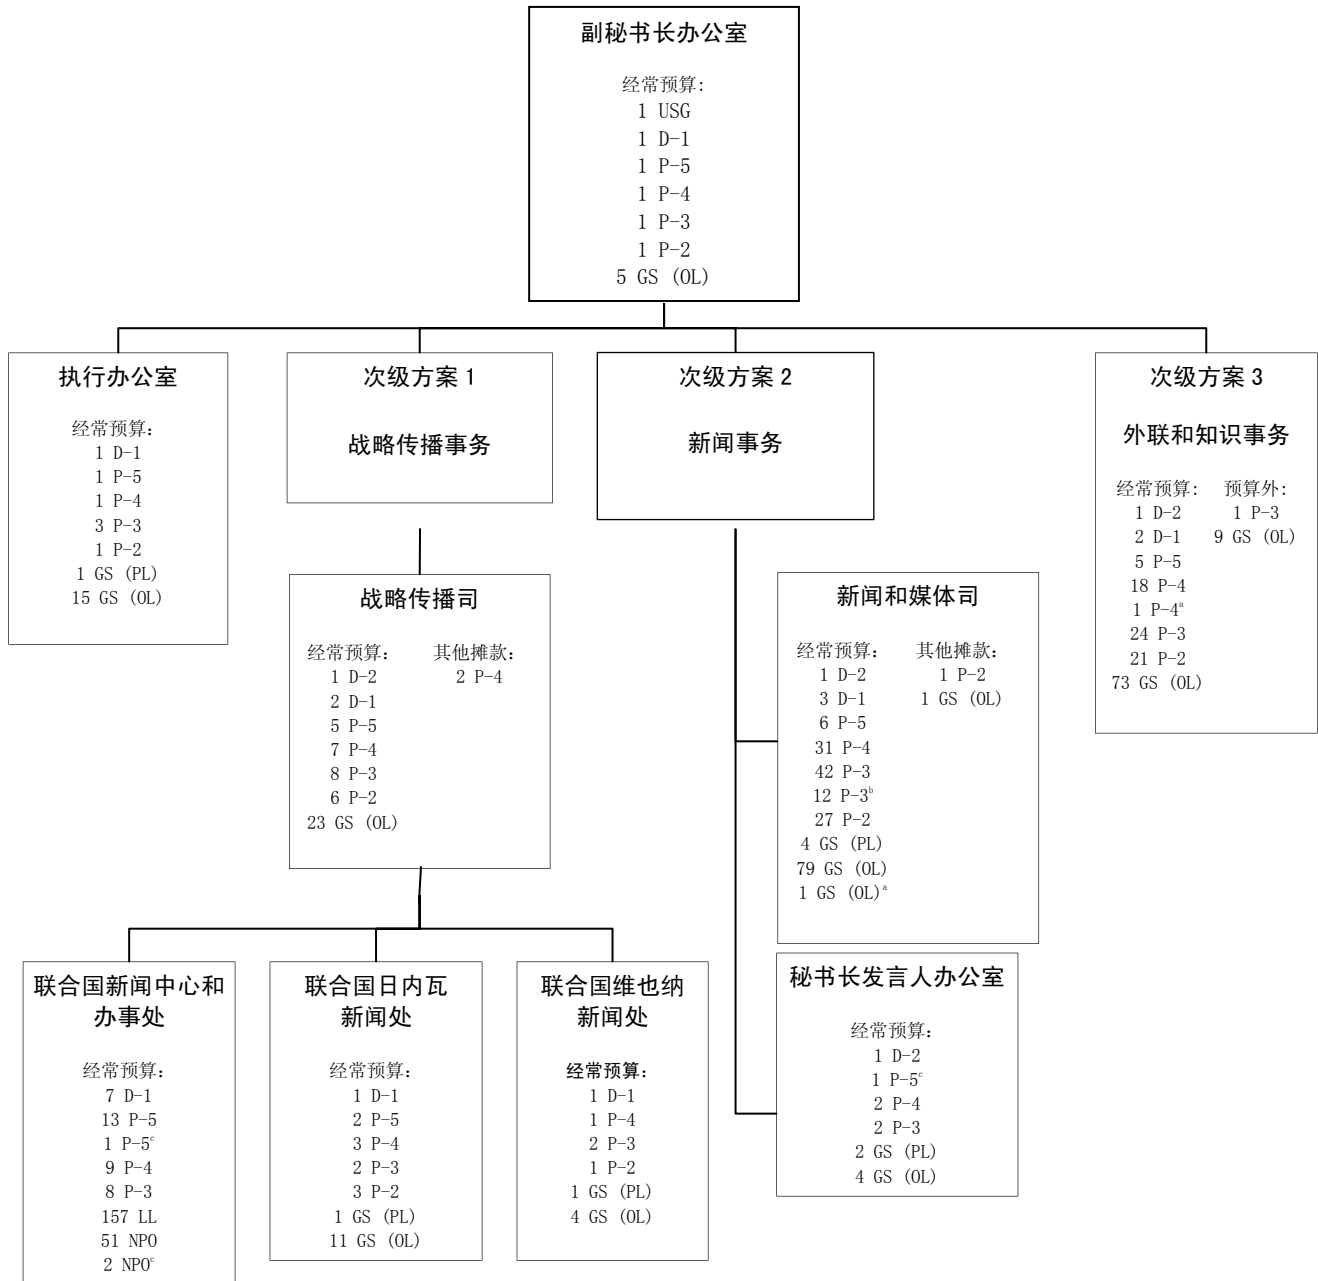 副秘书长办公室
经常预算:
1 USG
1 D-1
1 P-5
1 P-4
1 P-3
1 P-2
5 GS (OL)
执行办公室
经常预算:
1 D-1
1 P-5
1 P-4
3 P-3
1 P-2
1 GS (PL)
15 GS (OL)
次级方案 1
战略传播事务
次级方案 2
新闻事务
次级方案 3
外联和知识事务
经常预算: 预算外:
1 D-2 1 P-3
2 D-1 9 GS (OL)
5 P-5
18 P-4
1 P-4ᵃ
24 P-3
21 P-2
73 GS (OL)
战略传播司
经常预算: 其他摊款:
1 D-2 2 P-4
2 D-1
5 P-5
7 P-4
8 P-3
6 P-2
23 GS (OL)
新闻和媒体司
经常预算: 其他摊款:
1 D-2 1 P-2
3 D-1 1 GS (OL)
6 P-5
31 P-4
42 P-3
12 P-3ᵇ
27 P-2
4 GS (PL)
79 GS (OL)
1 GS (OL)ᵃ
联合国新闻中心和
办事处
经常预算:
7 D-1
13 P-5
1 P-5ᶜ
9 P-4
8 P-3
157 LL
51 NPO
2 NPOᶜ
联合国日内瓦
新闻处
经常预算:
1 D-1
2 P-5
3 P-4
2 P-3
3 P-2
1 GS (PL)
11 GS (OL)
联合国维也纳
新闻处
经常预算:
1 D-1
1 P-4
2 P-3
1 P-2
1 GS (PL)
4 GS (OL)
秘书长发言人办公室
经常预算:
1 D-2
1 P-5ᶜ
2 P-4
2 P-3
2 GS (PL)
4 GS (OL)